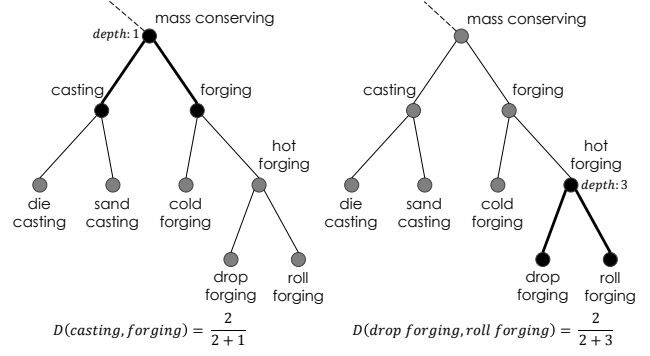 mass conserving
depth: 1
casting
forging
hot
forging
die
casting
sand
casting
cold
forging
drop
forging
roll
forging
D(casting, forging) = 2 / 2 + 1
mass conserving
casting
forging
hot
forging
depth: 3
die
casting
sand
casting
cold
forging
drop
forging
roll
forging
D(drop forging, roll forging) = 2 / 2 + 3